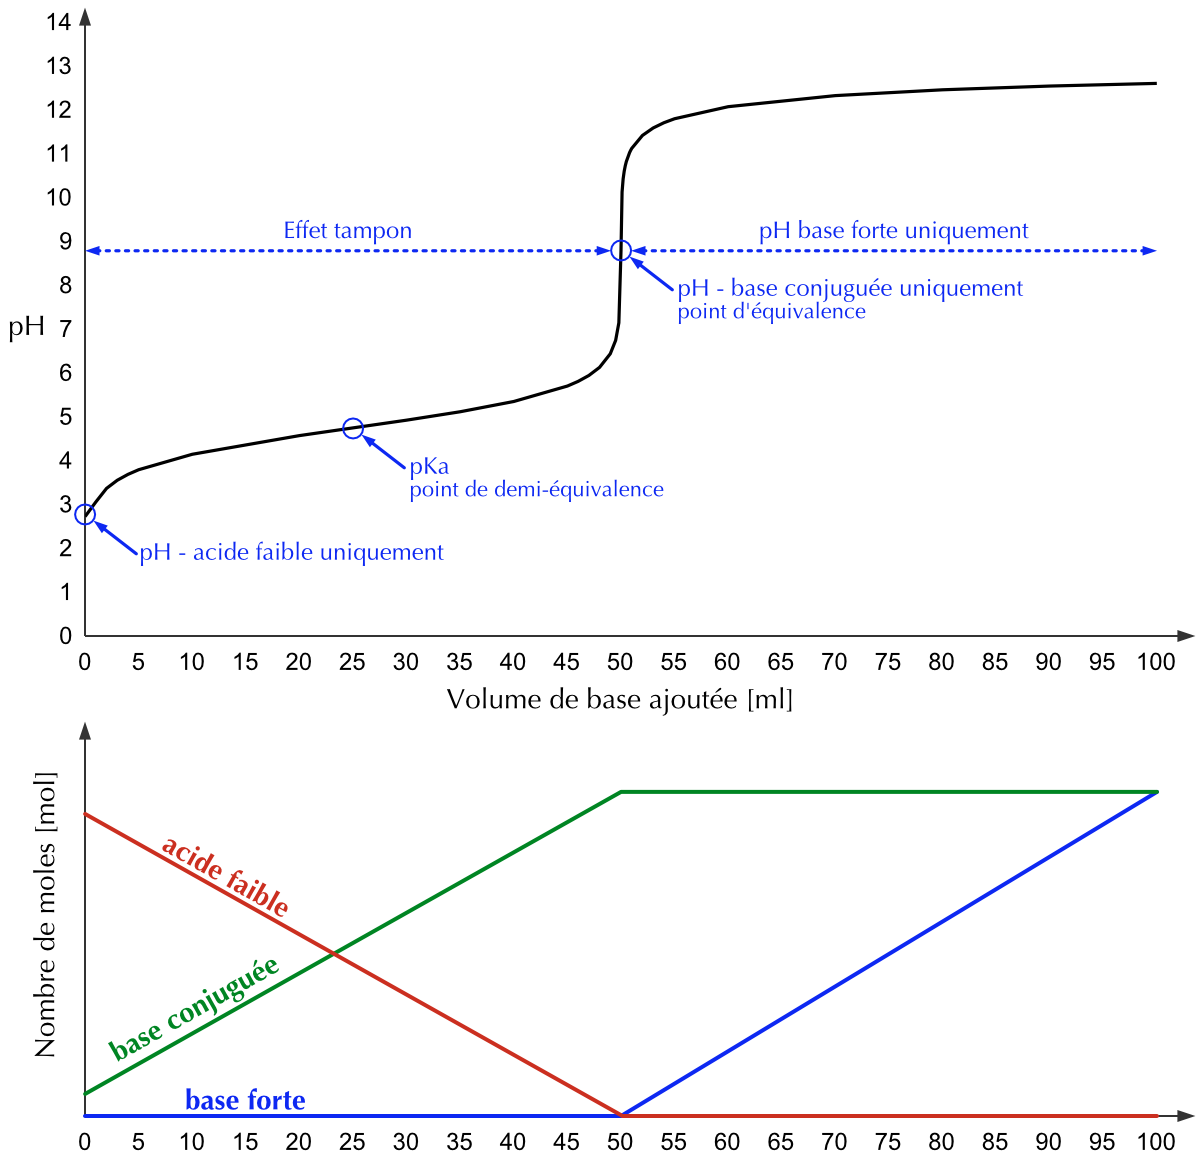 14
13
12
11
10
9
8
7
6
5
4
3
2
1
0
pH
Effet tampon
pH base forte uniquement
pH - base conjuguée uniquement
point d'équivalence
pKa
point de demi-équivalence
pH - acide faible uniquement
0 5 10 15 20 25 30 35 40 45 50 55 60 65 70 75 80 85 90 95 100
Volume de base ajoutée [ml]
Nombre de moles [mol]
acide faible
base conjuguée
base forte
0 5 10 15 20 25 30 35 40 45 50 55 60 65 70 75 80 85 90 95 100